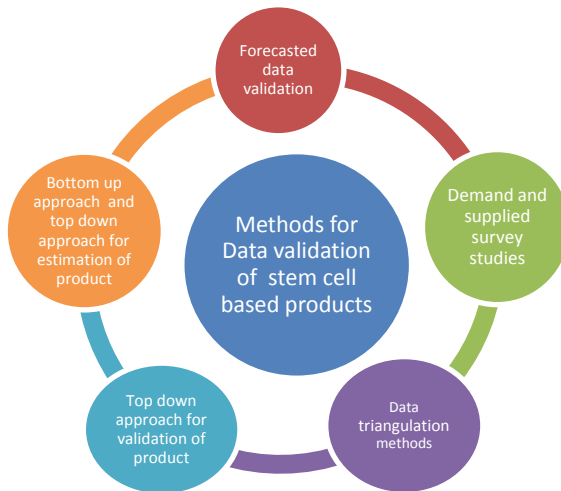 Forecasted
data
validation
Bottom up
approach and
top down
approach for
estimation of
product
Methods for
Data validation
of stem cell
based products
Demand and
supplied
survey
studies
Top down
approach for
validation of
product
Data
triangulation
methods